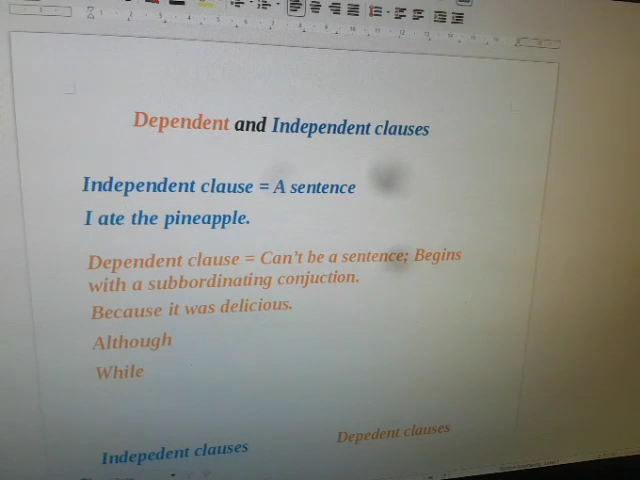 Dependent and Independent clauses
Independent clause = A sentence
I ate the pineapple.
Dependent clause = Can't be a sentence; Begins
with a subbordinating conjuction.
Because it was delicious.
Although
While
Indepedent clauses
Depedent clauses